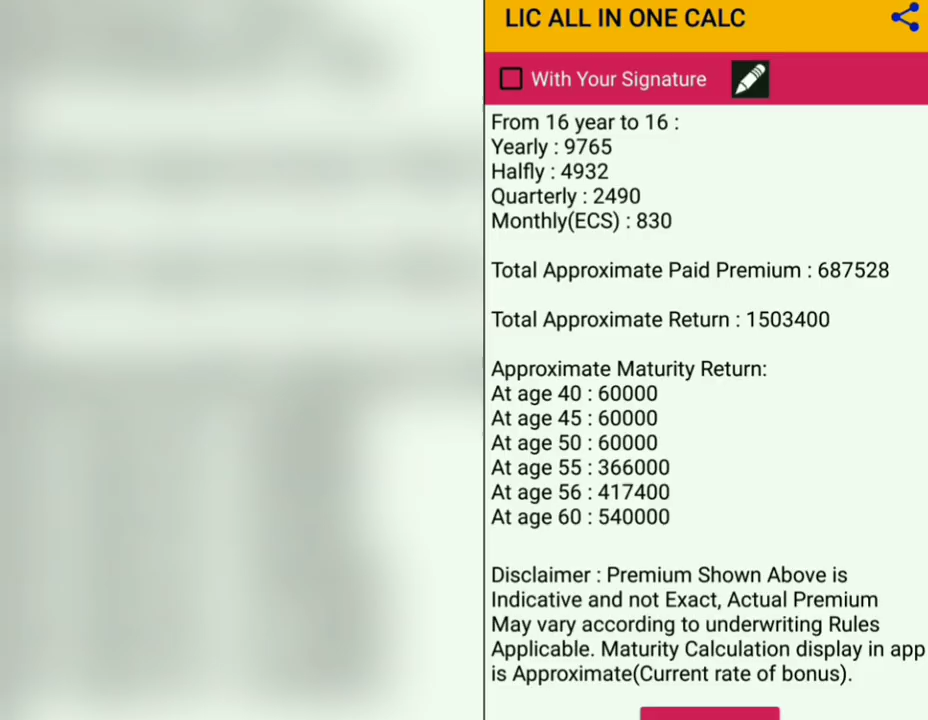 LIC ALL IN ONE CALC
With Your Signature
From 16 year to 16 :
Yearly : 9765
Halfly : 4932
Quarterly : 2490
Monthly(ECS) : 830
Total Approximate Paid Premium : 687528
Total Approximate Return : 1503400
Approximate Maturity Return:
At age 40 : 60000
At age 45 : 60000
At age 50 : 60000
At age 55 : 366000
At age 56 : 417400
At age 60 : 540000
Disclaimer : Premium Shown Above is
Indicative and not Exact, Actual Premium
May vary according to underwriting Rules
Applicable. Maturity Calculation display in app
is Approximate(Current rate of bonus).